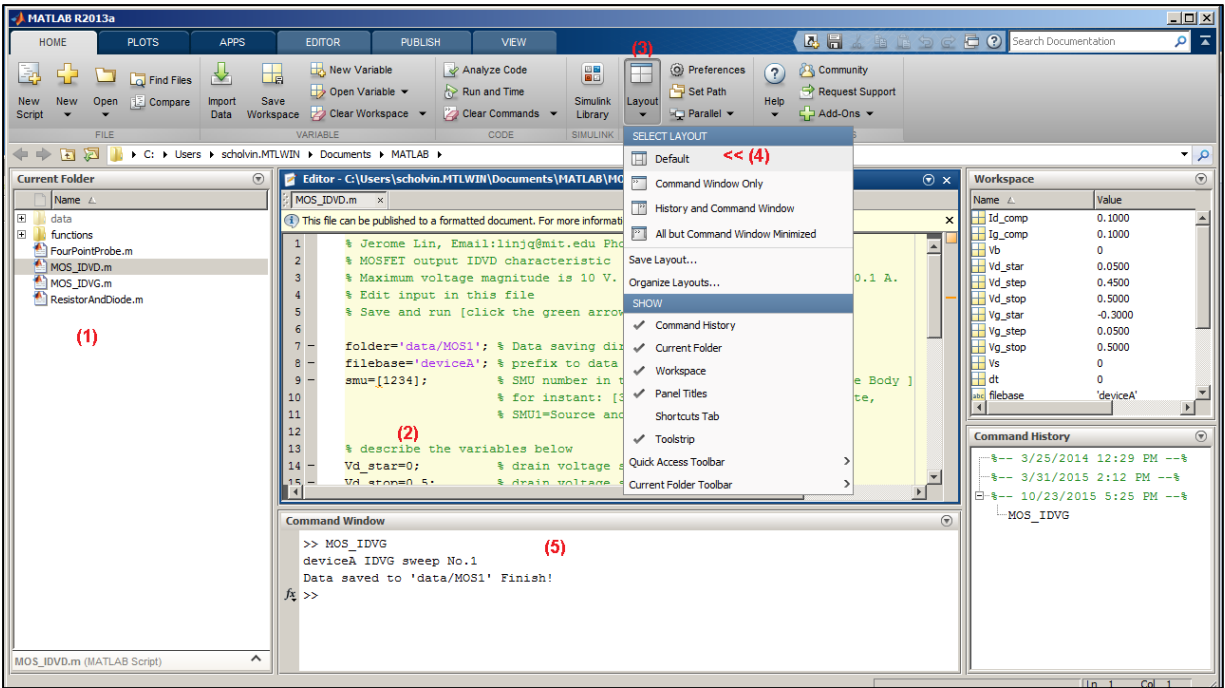 MATLAB R2013a
HOME PLOTS APPS EDITOR PUBLISH VIEW (3) Search Documentation
New Script
New
Open
Find Files
Compare
Import Data
Save Workspace
New Variable
Open Variable
Clear Workspace
Analyze Code
Run and Time
Clear Commands
Simulink Library
Layout
Preferences
Set Path
Parallel
Help
Community
Request Support
Add-Ons
FILE VARIABLE CODE SIMULINK
C: Users scholvin.MTLWIN Documents MATLAB
Current Folder
Name
data
functions
FourPointProbe.m
MOS_IDVD.m
MOS_IDVG.m
ResistorAndDiode.m
(1)
MOS_IDVD.m (MATLAB Script)
Editor - C:\Users\scholvin.MTLWIN\Documents\MATLAB\MO
MOS_IDVD.m
This file can be published to a formatted document. For more informati
1 % Jerome Lin, Email:linjq@mit.edu Pho
2 % MOSFET output IDVD characteristic
3 % Maximum voltage magnitude is 10 V. 0.1 A.
4 % Edit input in this file
5 % Save and run [click the green arrow
6
7 - folder='data/MOS1'; % Data saving dir
8 - filebase='deviceA'; % prefix to data
9 - smu=[1234]; % SMU number in t e Body ]
10 % for instant: [3 te,
11 % SMU1=Source and
12 (2)
13 % describe the variables below
14 - Vd_star=0; % drain voltage s
15 - Vd_stop=0.5; % drain voltage s
SELECT LAYOUT
Default << (4)
Command Window Only
History and Command Window
All but Command Window Minimized
Save Layout...
Organize Layouts...
SHOW
Command History
Current Folder
Workspace
Panel Titles
Shortcuts Tab
Toolstrip
Quick Access Toolbar
Current Folder Toolbar
Command Window
>> MOS_IDVG (5)
deviceA IDVG sweep No.1
Data saved to 'data/MOS1' Finish!
fx >>
Workspace
Name Value
Id_comp 0.1000
Ig_comp 0.1000
Vb 0
Vd_star 0.0500
Vd_step 0.4500
Vd_stop 0.5000
Vg_star -0.3000
Vg_step 0.0500
Vg_stop 0.5000
Vs 0
dt 0
abc filebase 'deviceA'
Command History
%-- 3/25/2014 12:29 PM --%
%-- 3/31/2015 2:12 PM --%
%-- 10/23/2015 5:25 PM --%
MOS_IDVG
Ln 1 Col 1